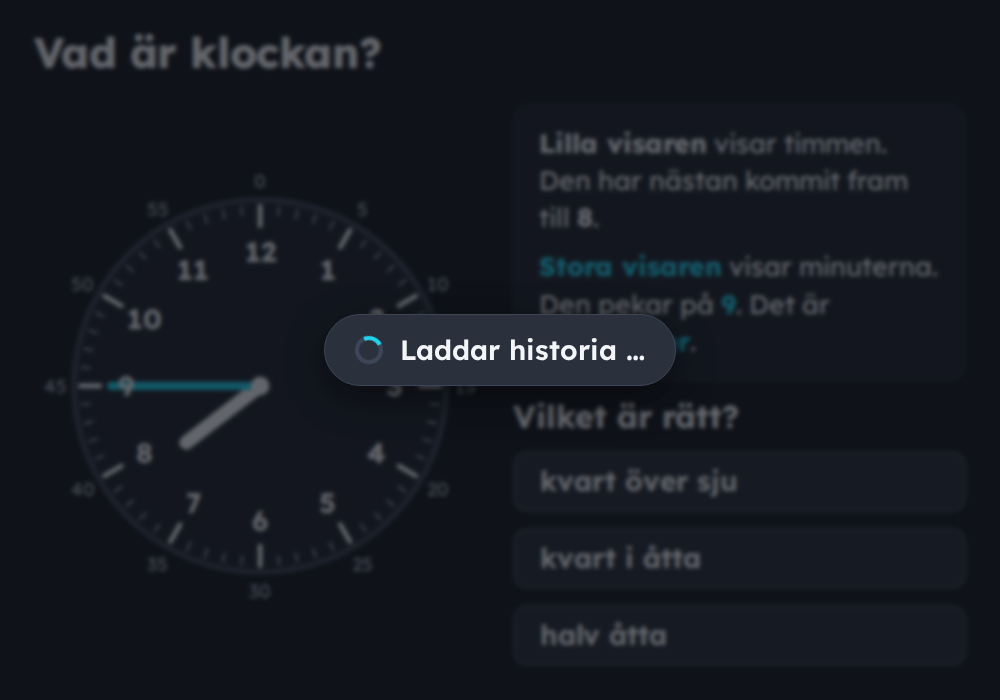 Vad är klockan?
Lilla visaren visar timmen.
Den har nästan kommit fram
till 8.
Stora visaren visar minuterna.
Den pekar på 9. Det är
Laddar historia ...
0
55
5
12
11
1
50
10
10
45
9
3
8
4
40
20
7
5
6
35
25
30
Vilket är rätt?
kvart över sju
kvart i åtta
halv åtta